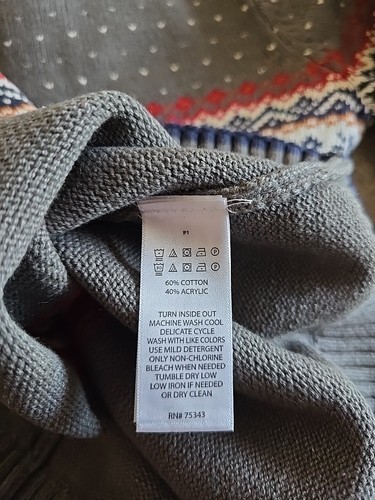 P1
60% COTTON
40% ACRYLIC
TURN INSIDE OUT
MACHINE WASH COOL
DELICATE CYCLE
WASH WITH LIKE COLORS
USE MILD DETERGENT
ONLY NON-CHLORINE
BLEACH WHEN NEEDED
TUMBLE DRY LOW
LOW IRON IF NEEDED
OR DRY CLEAN
RN# 75343